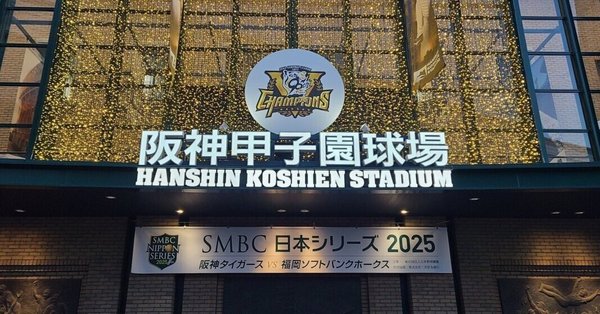 CHAMPIONS
阪神甲子園球場
HANSHIN KOSHIEN STADIUM
SMBC
NIPPON
SERIES
2025
SMBC 日本シリーズ 2025
阪神タイガース VS 福岡ソフトバンクホークス